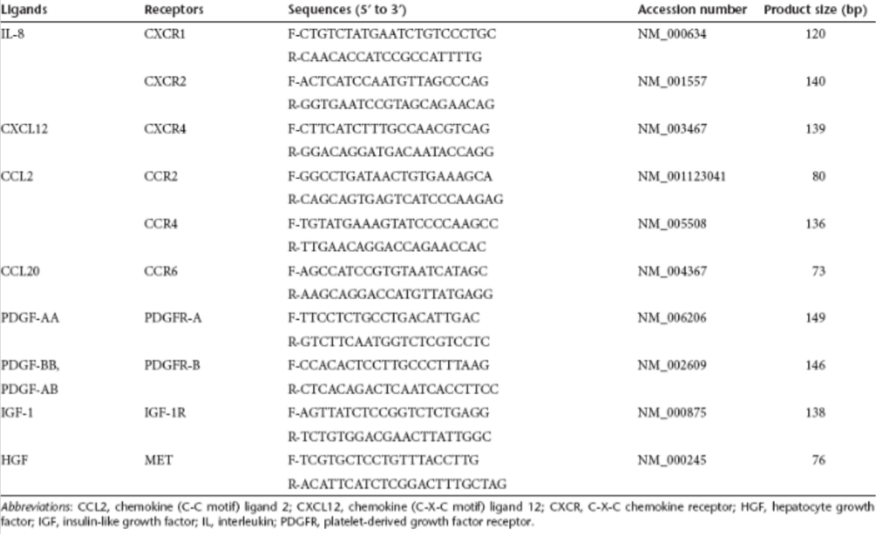 Ligands Receptors Sequences (5′ to 3′) Accession number Product size (bp)
IL-8 CXCR1 F-CTGTCTATGAATCTGTCCCTGC NM_000634 120
R-CAACACCATCCGCCATTTTG
CXCR2 F-ACTCATCCAATGTTAGCCCAG NM_001557 140
R-GGTGAATCCGTAGCAGAACAG
CXCL12 CXCR4 F-CTTCATCTTTGCCAACGTCAG NM_003467 139
R-GGACAGGATGACAATACCAGG
CCL2 CCR2 F-GGCCTGATAACTGTGAAAGCA NM_001123041 80
R-CAGCAGTGAGTCATCCCAAGAG
CCR4 F-TGTATGAAAGTATCCCCAAGCC NM_005508 136
R-TTGAACAGGACCAGAACCAC
CCL20 CCR6 F-AGCCATCCGTGTAATCATAGC NM_004367 73
R-AAGCAGGACCATGTTATGAGG
PDGF-AA PDGFR-A F-TTCCTCTGCCTGACATTGAC NM_006206 149
R-GTCTTCAATGGTCTCGTCCTC
PDGF-BB, PDGFR-B F-CCACACTCCTTGCCCTTTAAG NM_002609 146
PDGF-AB R-CTCACAGACTCAATCACCTTCC
IGF-1 IGF-1R F-AGTTATCTCCGGTCTCTGAGG NM_000875 138
R-TCTGTGGACGAACTTATTGGC
HGF MET F-TCGTGCTCCTGTTTACCTTG NM_000245 76
R-ACATTCATCTCGGACTTTGCTAG
Abbreviations: CCL2, chemokine (C-C motif) ligand 2; CXCL12, chemokine (C-X-C motif) ligand 12; CXCR, C-X-C chemokine receptor; HGF, hepatocyte growth
factor; IGF, insulin-like growth factor; IL, interleukin; PDGFR, platelet-derived growth factor receptor.